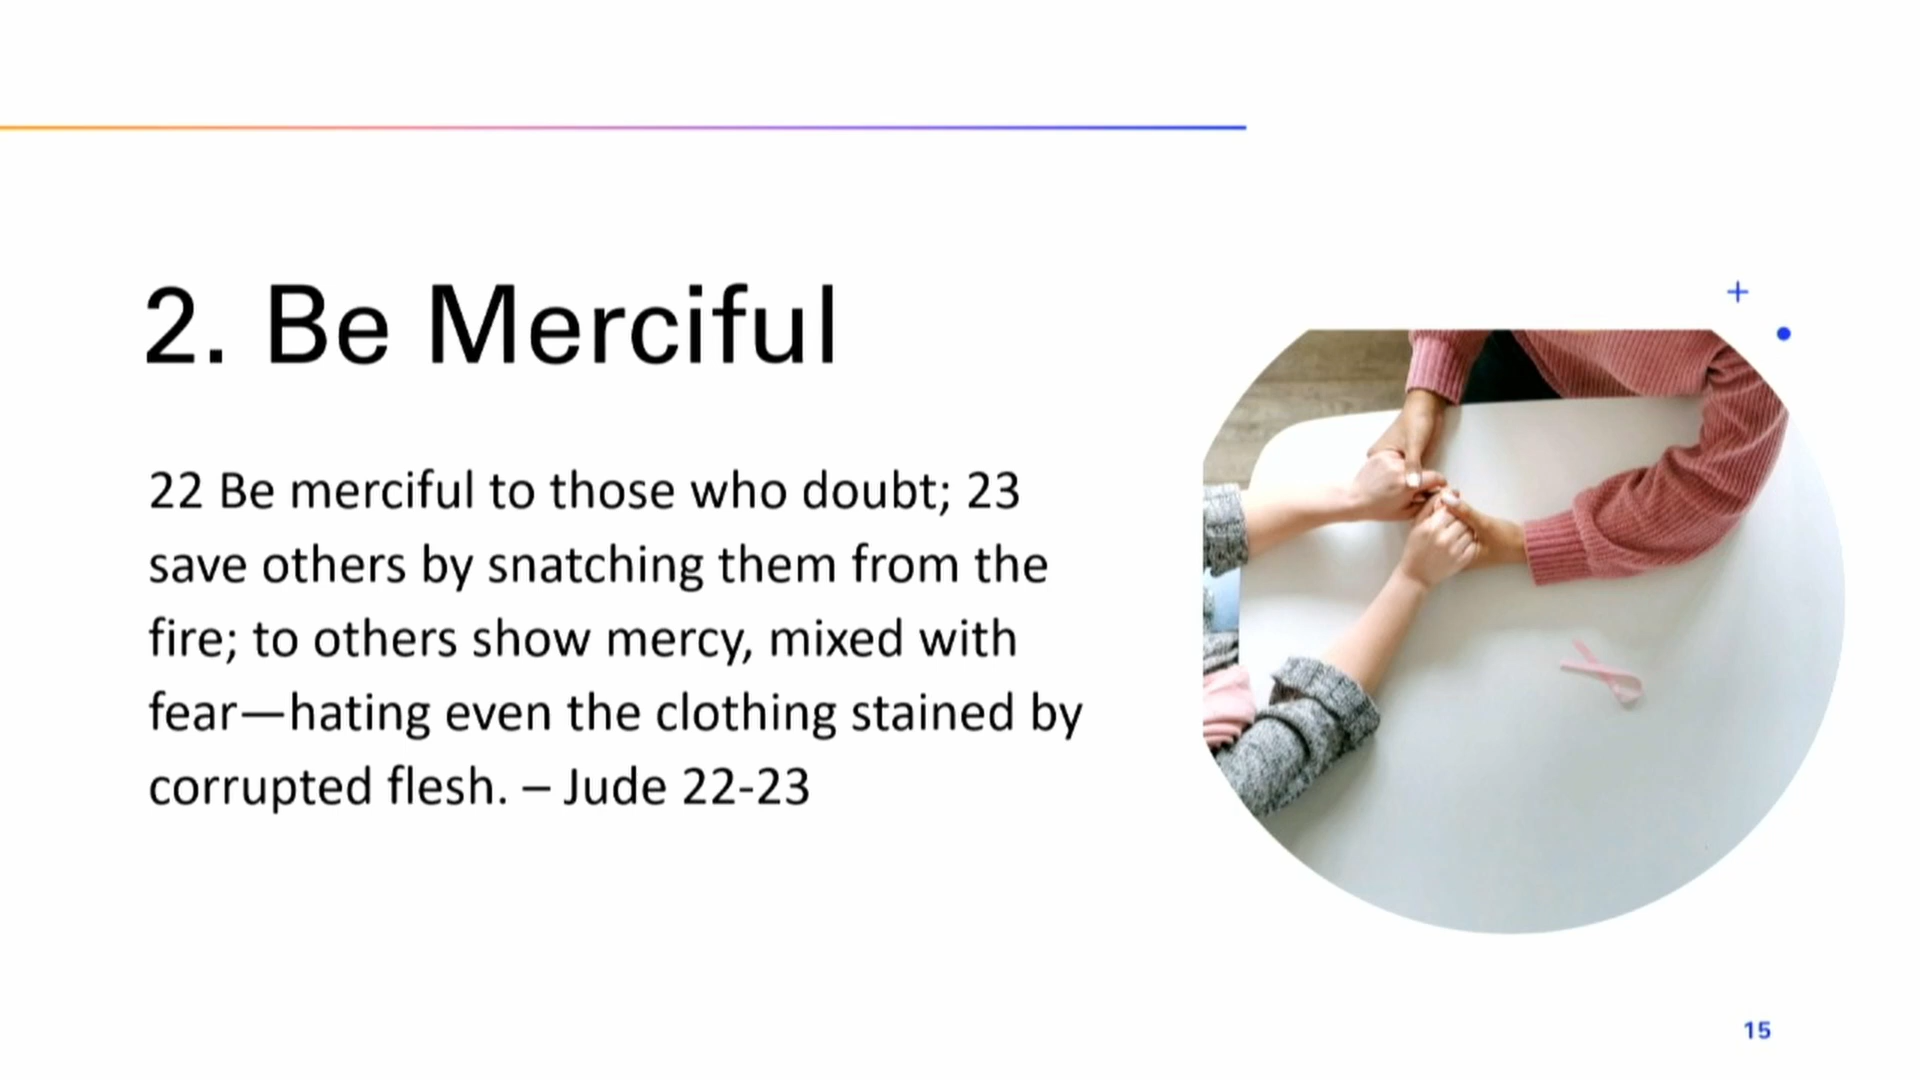 2. Be Merciful
22 Be merciful to those who doubt; 23
save others by snatching them from the
fire; to others show mercy, mixed with
fear—hating even the clothing stained by
corrupted flesh. – Jude 22-23
15